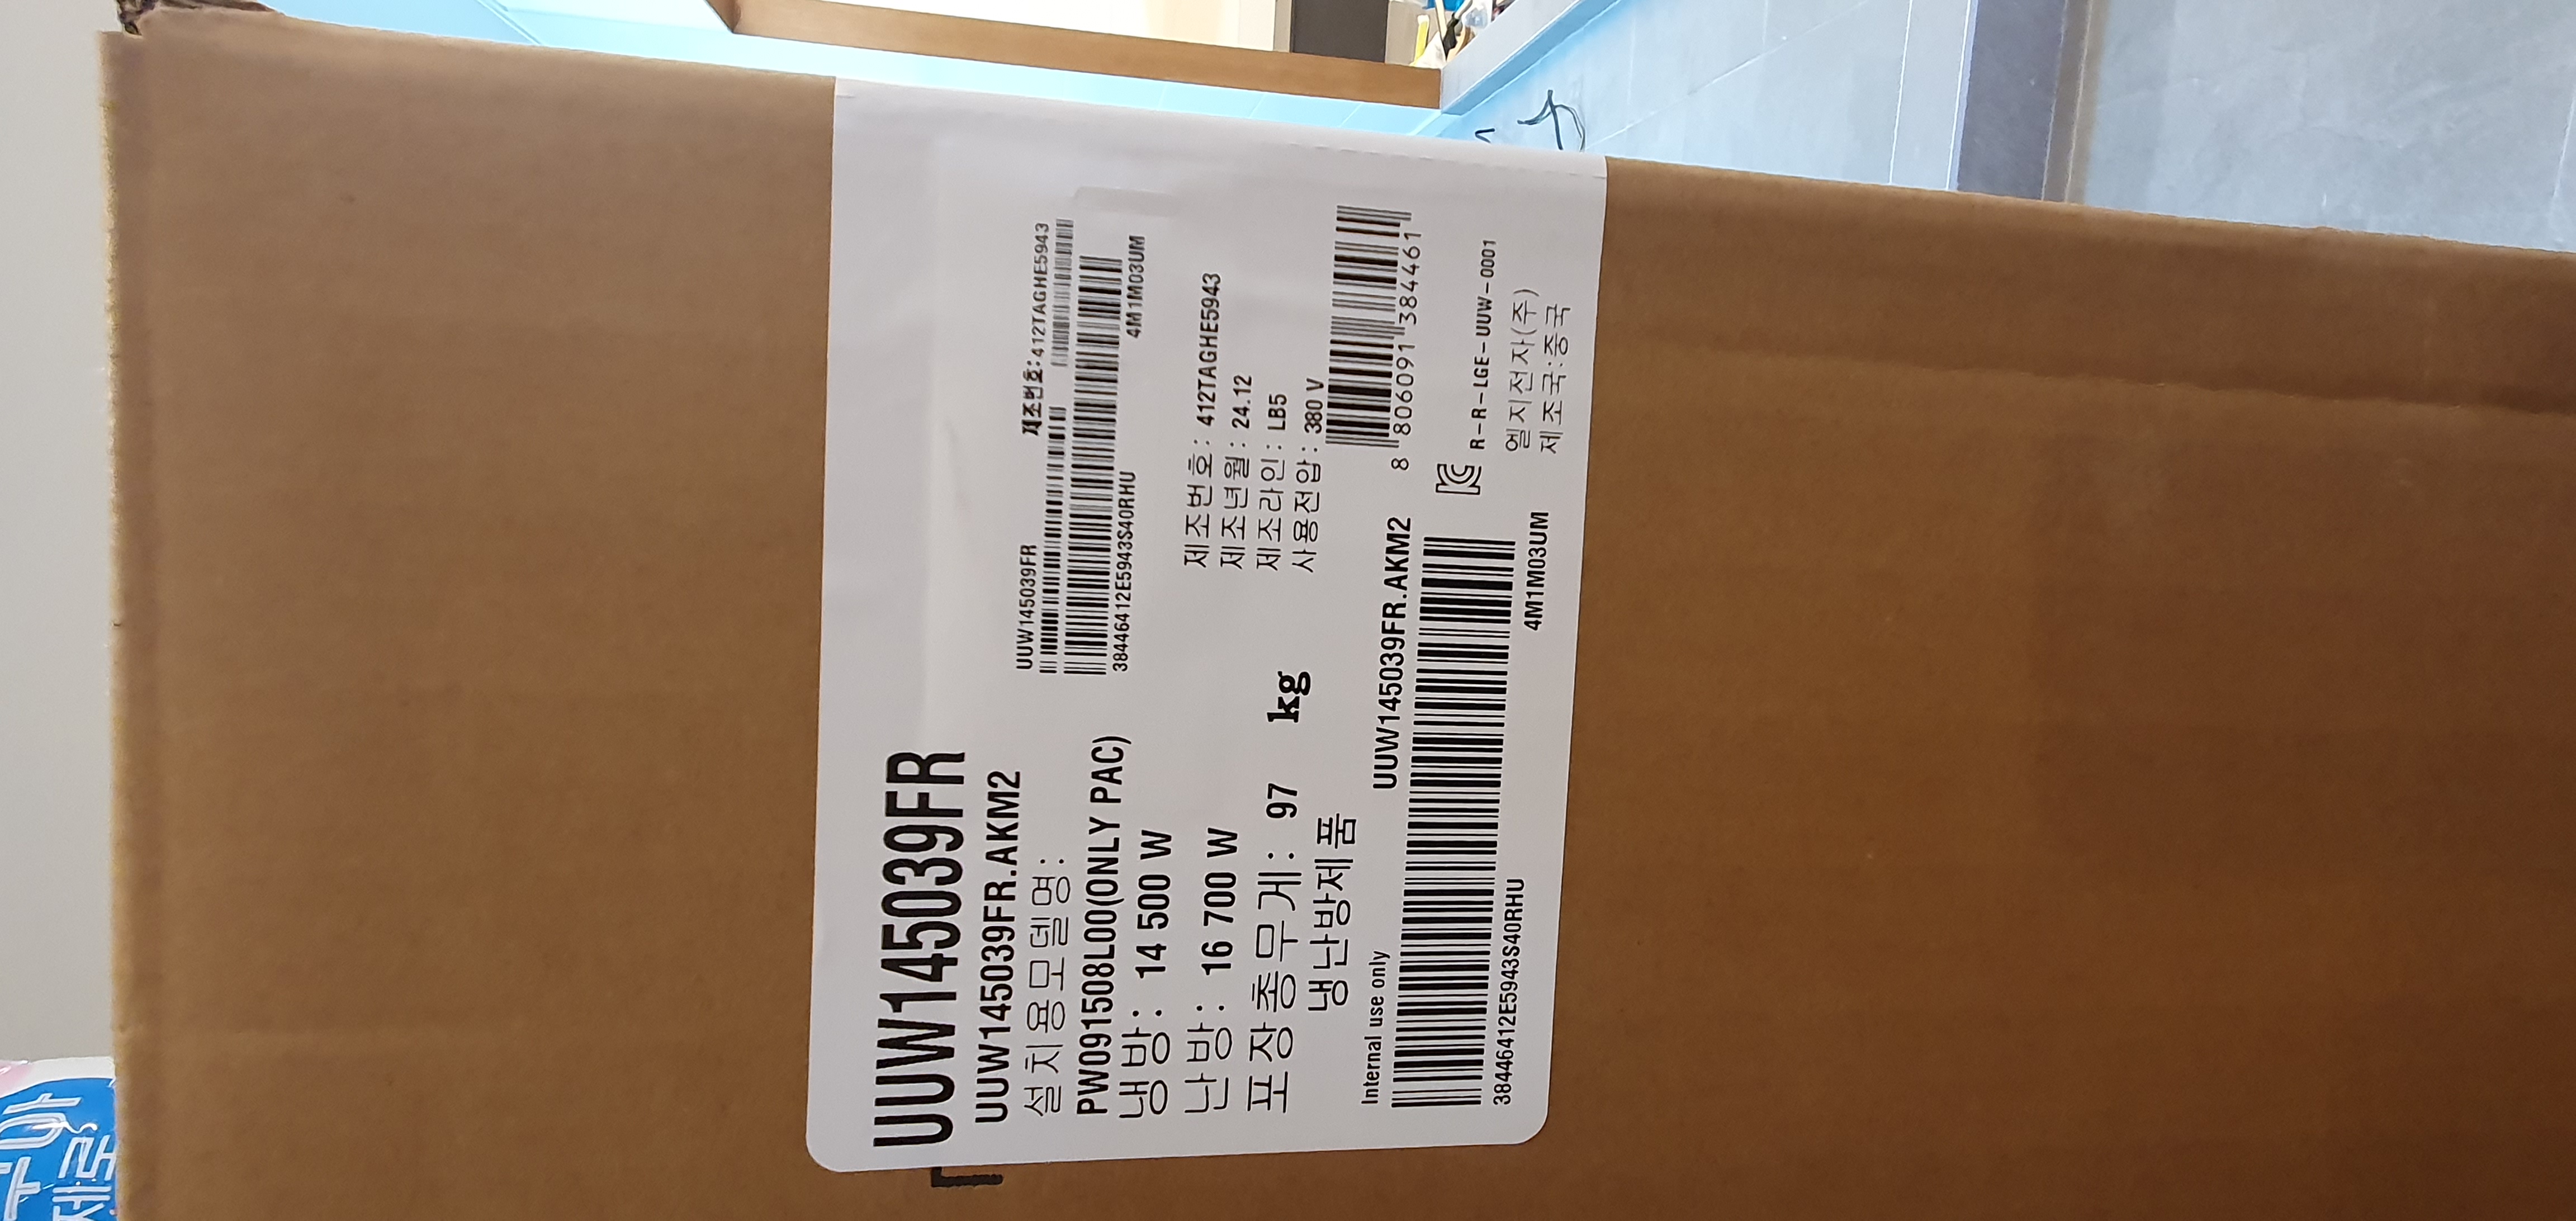 UUW145039FR
UUW145039FR.AKM2
설치용모델명:
PW091508L00(ONLY PAC)
냉방: 14 500 W
난방: 16 700 W
포장총무게: 97 kg
냉난방제품
제조번호:412TAGHE5943
UUW145039FR
38446412E5943S40RHU
4M1M03UM
제조번호: 412TAGHE5943
제조년월: 24.12
제조라인: LB5
사용전압: 380 V
8 806091 384461
Internal use only
UUW145039FR.AKM2
38446412E5943S40RHU
4M1M03UM
R-R-LGE-UUW-0001
엘지전자(주)
제조국:중국